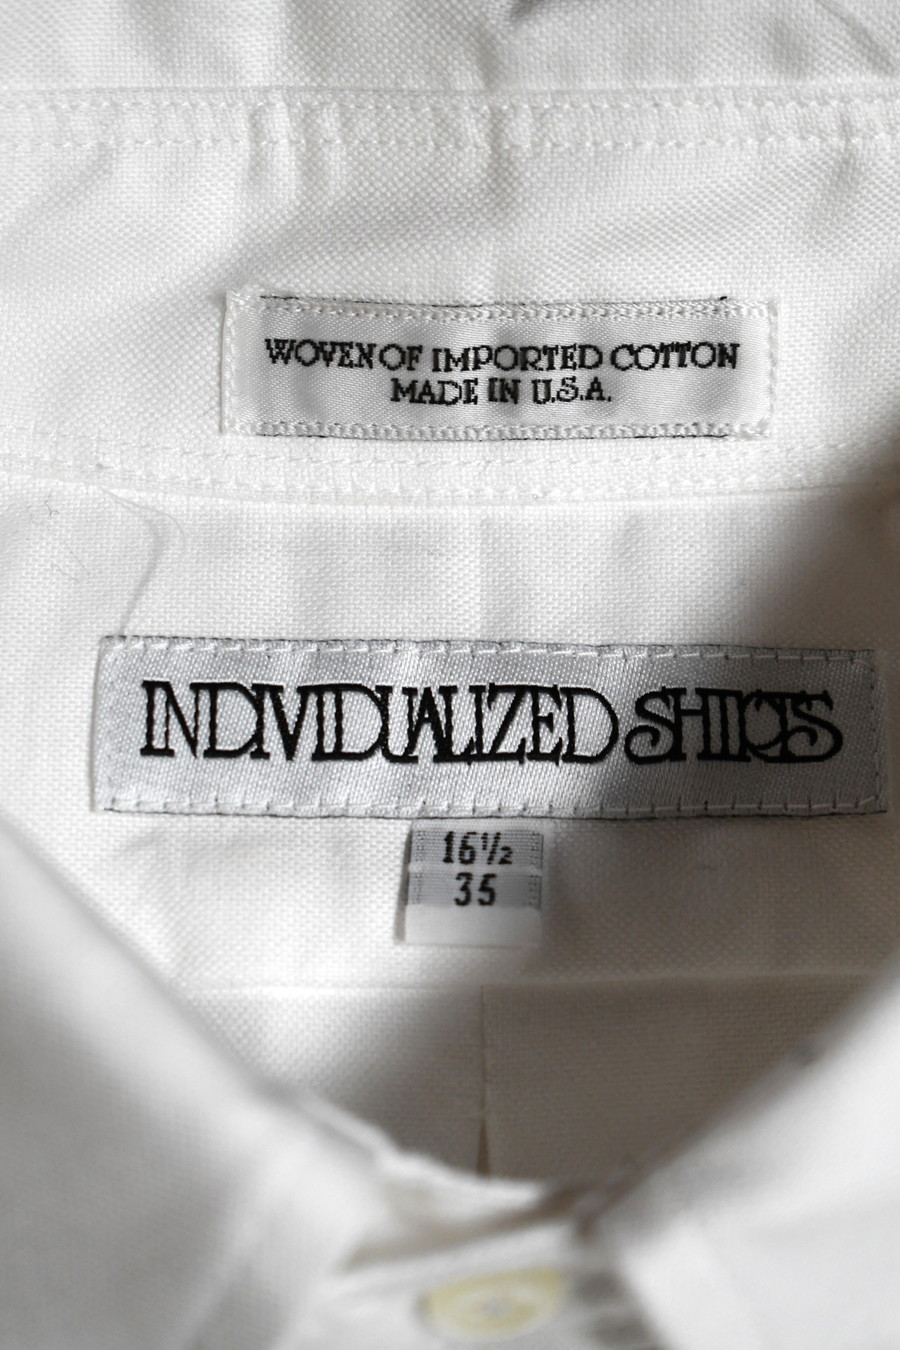 WOVEN OF IMPORTED COTTON
MADE IN U.S.A.
INDIVIDUALIZED SHIRTS
16½
35